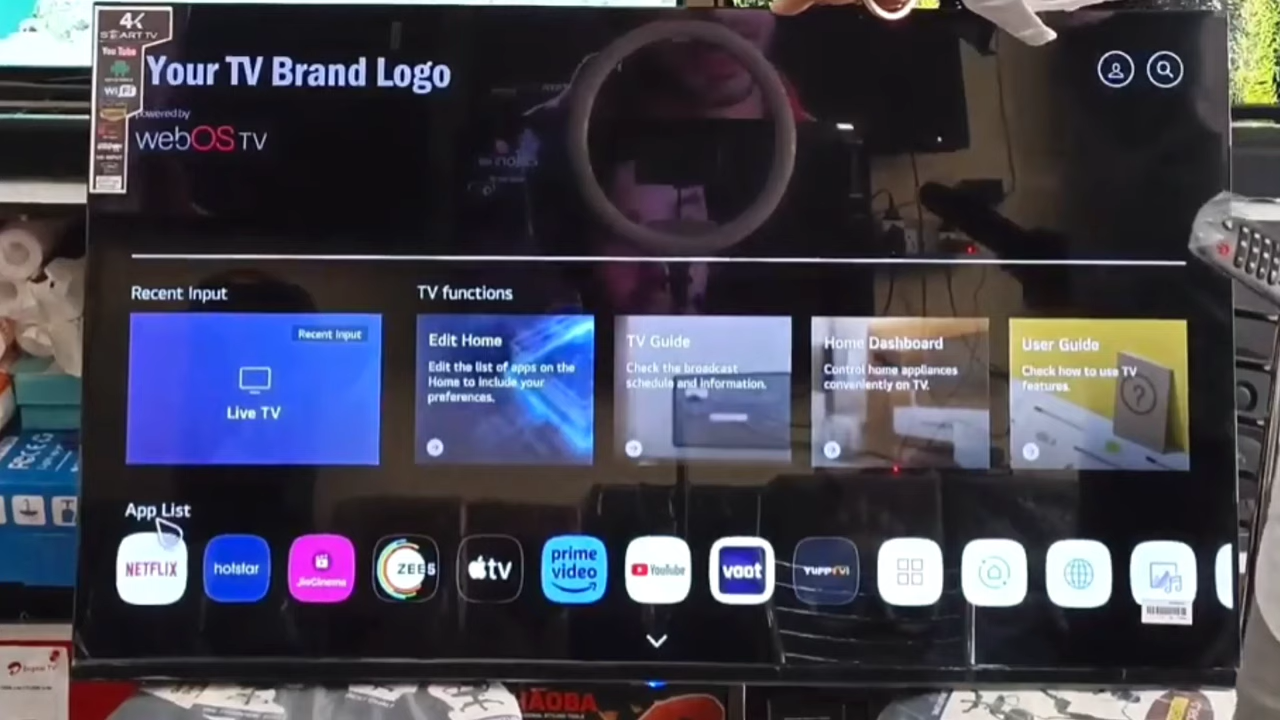 4K
SMART TV
YouTube
WiFi
Your TV Brand Logo
powered by
webOS TV
Recent Input
TV functions
Recent Input
Live TV
Edit Home
Edit the list of apps on the
Home to include your
preferences.
TV Guide
Check the broadcast
schedule and information.
Home Dashboard
Control home appliances
conveniently on TV.
User Guide
Check how to use TV
features.
App List
NETFLIX
hotstar
JioCinema
ZEE5
tv
prime
video
YouTube
voot
YUPPTV